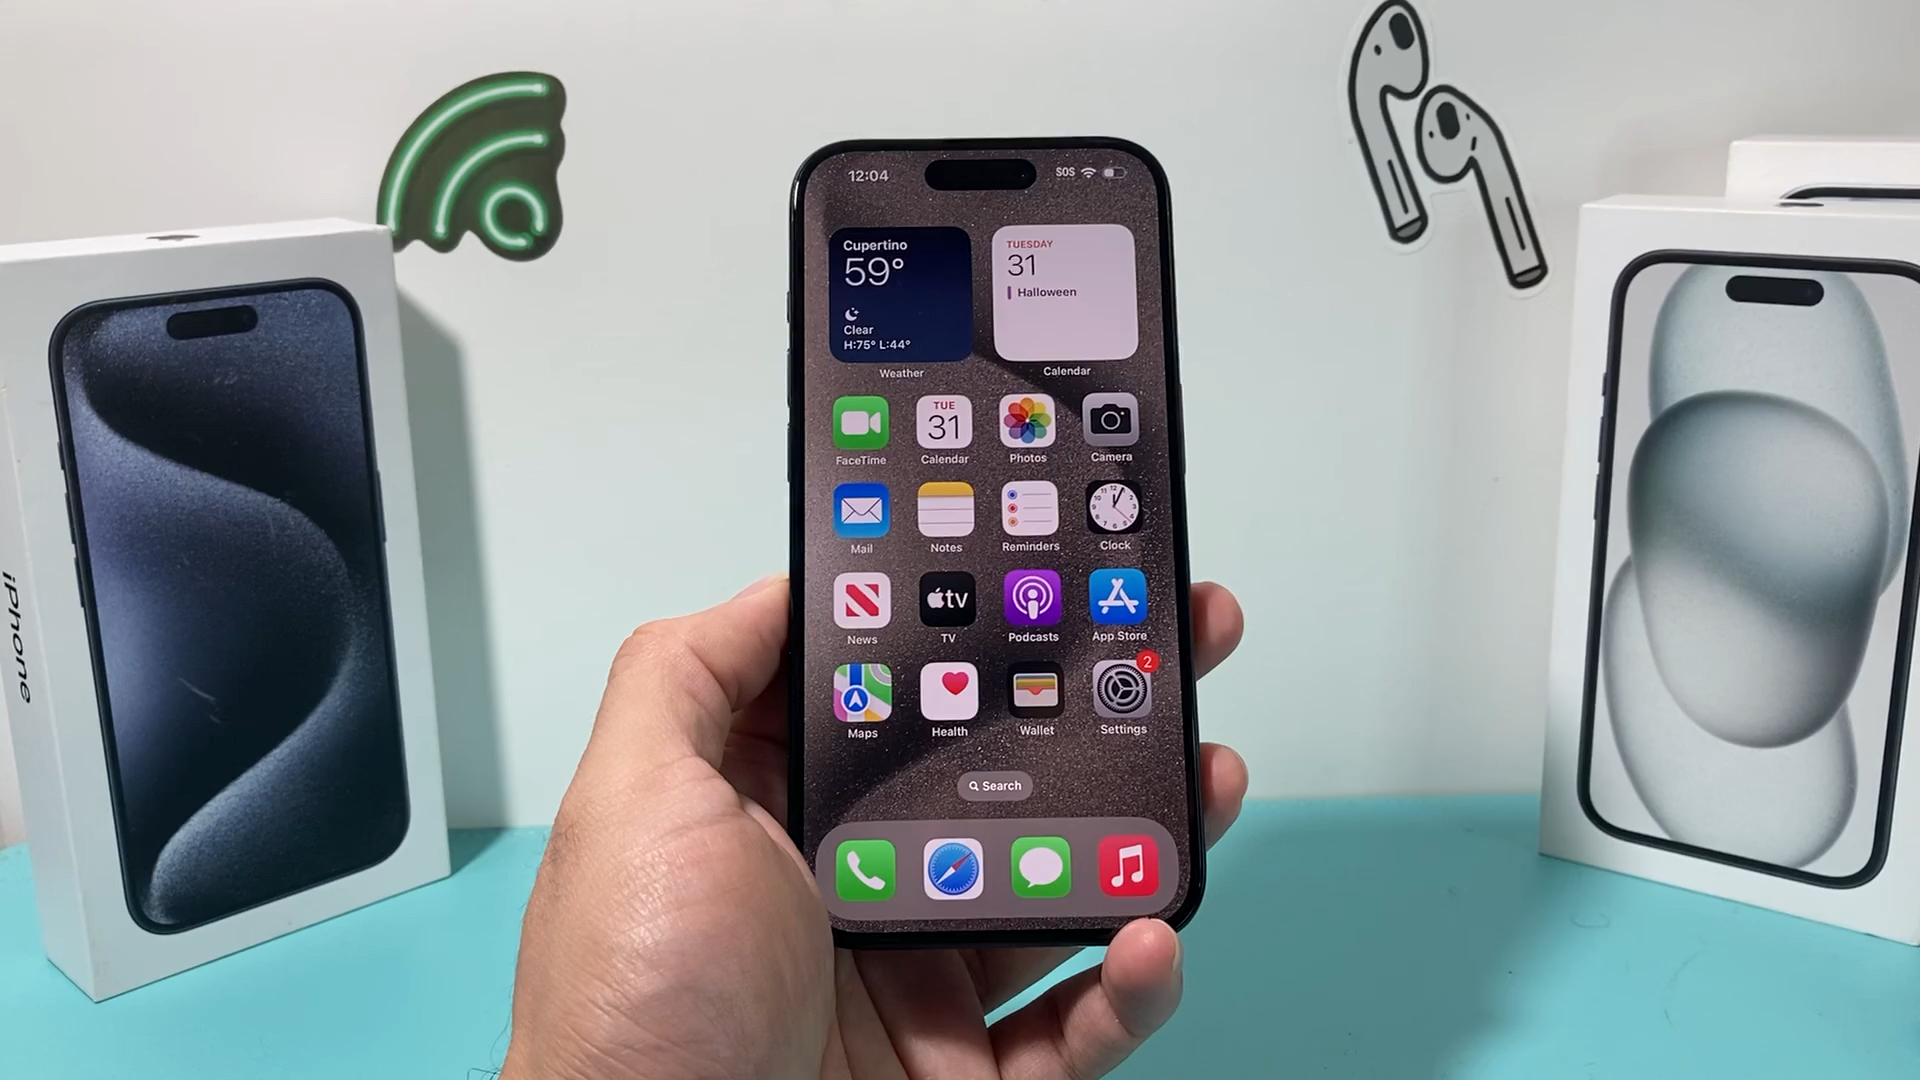 iPhone
12:04 SOS
Cupertino
59°
Clear
H:75° L:44°
Weather
TUESDAY
31
Halloween
Calendar
FaceTime
TUE
31
Calendar
Photos
Camera
Mail
Notes
Reminders
Clock
News
tv
TV
Podcasts
App Store
Maps
Health
Wallet
2
Settings
Search